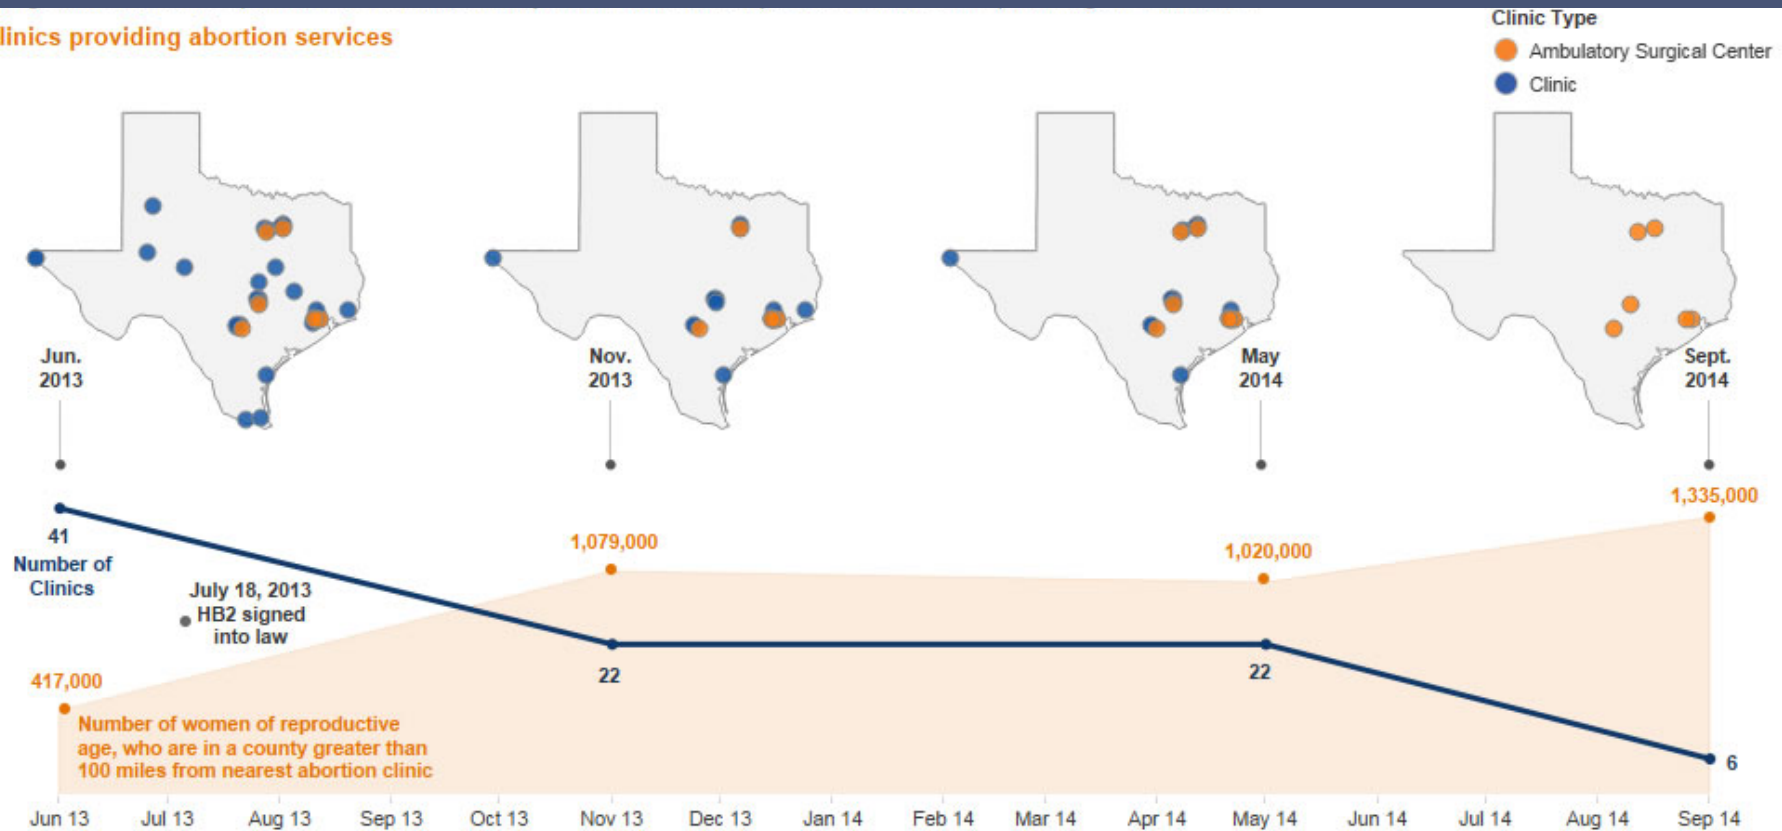 linics providing abortion services
Clinic Type
Ambulatory Surgical Center
Clinic
Jun.
2013
Nov.
2013
May
2014
Sept.
2014
41
Number of
Clinics
July 18, 2013
HB2 signed
into law
417,000
Number of women of reproductive
age, who are in a county greater than
100 miles from nearest abortion clinic
1,079,000
22
1,020,000
22
1,335,000
6
Jun 13 Jul 13 Aug 13 Sep 13 Oct 13 Nov 13 Dec 13 Jan 14 Feb 14 Mar 14 Apr 14 May 14 Jun 14 Jul 14 Aug 14 Sep 14